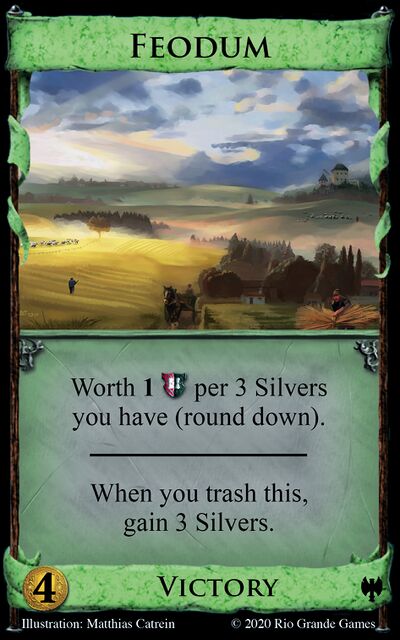 FEODUM
Worth 1 per 3 Silvers
you have (round down).
When you trash this,
gain 3 Silvers.
4 VICTORY
Illustration: Matthias Catrein © 2020 Rio Grande Games